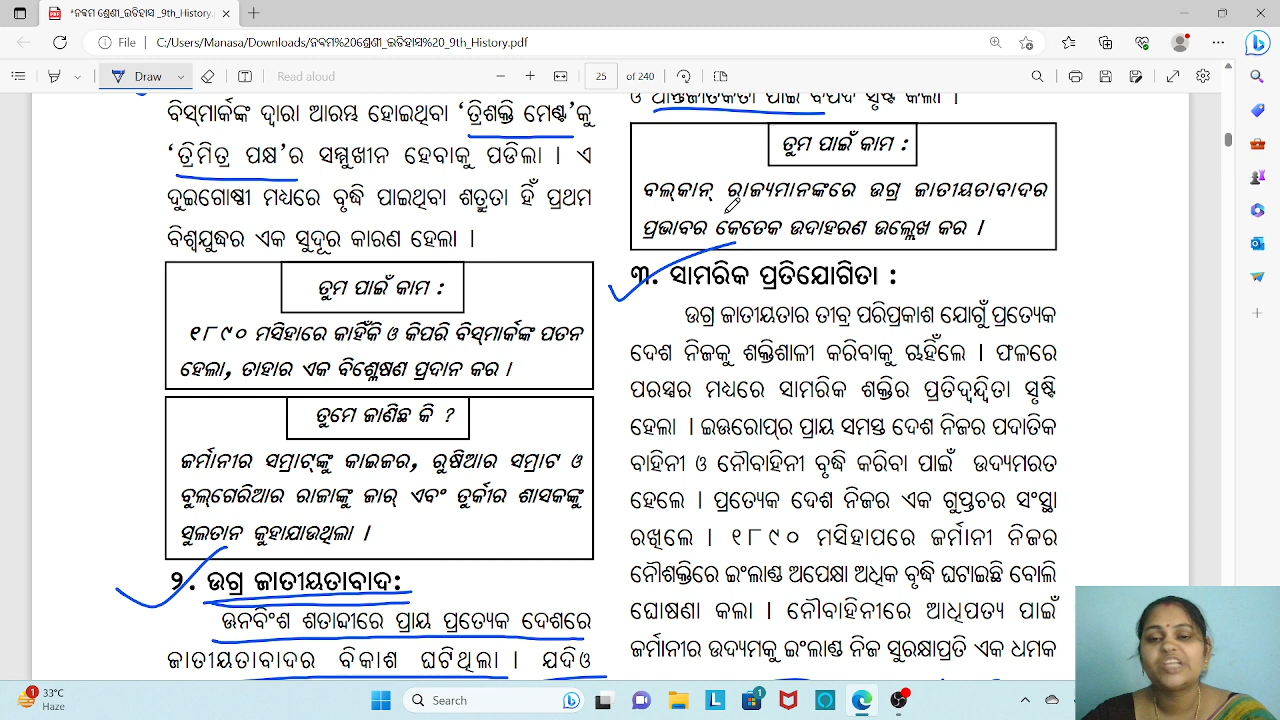 *ନବମ ଶ୍ରେଣୀ_ଇତିହାସ _9th_History.p
File
C:/Users/Manasa/Downloads/ନବମ%20ଶ୍ରେଣୀ_ଇତିହାସ%20_9th_History.pdf
Draw
Read aloud
25
of 240
ବିସ୍‌ମାର୍କଙ୍କ ଦ୍ୱାରା ଆରମ୍ଭ ହୋଇଥିବା ‘ତ୍ରିଶକ୍ତି ମେଣ୍ଟ’କୁ
‘ତ୍ରିମିତ୍ର ପକ୍ଷ’ର ସମ୍ମୁଖୀନ ହେବାକୁ ପଡିଲା । ଏ
ଦୁଇଗୋଷ୍ଠୀ ମଧ୍ୟରେ ବୃଦ୍ଧି ପାଇଥିବା ଶତ୍ରୁତା ହିଁ ପ୍ରଥମ
ବିଶ୍ୱଯୁଦ୍ଧର ଏକ ସୁଦୂର କାରଣ ହେଲା ।
ତୁମ ପାଇଁ କାମ :
୧୮୯୦ ମସିହାରେ କାହିଁକି ଓ କିପରି ବିସ୍‌ମାର୍କଙ୍କ ପତନ
ହେଲା, ତାହାର ଏକ ବିଶ୍ଳେଷଣ ପ୍ରଦାନ କର ।
ତୁମେ ଜାଣିଛ କି ?
ଜର୍ମାନୀର ସମ୍ରାଟ୍‌ଙ୍କୁ କାଇଜର, ରୁଷିଆର ସମ୍ରାଟ ଓ
ବୁଲ୍‌ଗେରିଆର ରାଜାଙ୍କୁ ଜାର୍ ଏବଂ ତୁର୍କୀର ଶାସକଙ୍କୁ
ସୁଲତାନ କୁହାଯାଉଥିଲା ।
୨. ଉଗ୍ର ଜାତୀୟତାବାଦ:
ଊନବିଂଶ ଶତାବ୍ଦୀରେ ପ୍ରାୟ ପ୍ରତ୍ୟେକ ଦେଶରେ
ଜାତୀୟତାବାଦର ବିକାଶ ଘଟିଥିଲା । ଯଦିଓ
ଓ ଆନ୍ତର୍ଜାତିକତା ପାଇଁ ବିପଦ ସୃଷ୍ଟି କଲା ।
ତୁମ ପାଇଁ କାମ :
ବଲ୍‌କାନ୍ ରାଜ୍ୟମାନଙ୍କରେ ଉଗ୍ର ଜାତୀୟତାବାଦର
ପ୍ରଭାବର କେତେକ ଉଦାହରଣ ଉଲ୍ଲେଖ କର ।
୩. ସାମରିକ ପ୍ରତିଯୋଗିତା :
ଉଗ୍ର ଜାତୀୟତାର ତୀବ୍ର ପରିପ୍ରକାଶ ଯୋଗୁଁ ପ୍ରତ୍ୟେକ
ଦେଶ ନିଜକୁ ଶକ୍ତିଶାଳୀ କରିବାକୁ ଚାହିଁଲେ । ଫଳରେ
ପରସ୍ପର ମଧ୍ୟରେ ସାମରିକ ଶକ୍ତିର ପ୍ରତିଦ୍ୱନ୍ଦ୍ୱିତା ସୃଷ୍ଟି
ହେଲା । ଇଉରୋପ୍‌ର ପ୍ରାୟ ସମସ୍ତ ଦେଶ ନିଜର ପଦାତିକ
ବାହିନୀ ଓ ନୌବାହିନୀ ବୃଦ୍ଧି କରିବା ପାଇଁ ଉଦ୍ୟମରତ
ହେଲେ । ପ୍ରତ୍ୟେକ ଦେଶ ନିଜର ଏକ ଗୁପ୍ତଚର ସଂସ୍ଥା
ରଖିଲେ । ୧୮୯୦ ମସିହାପରେ ଜର୍ମାନୀ ନିଜର
ନୌଶକ୍ତିରେ ଇଂଲାଣ୍ଡ ଅପେକ୍ଷା ଅଧିକ ବୃଦ୍ଧି ଘଟାଇଛି ବୋଲି
ଘୋଷଣା କଲା । ନୌବାହିନୀରେ ଆଧିପତ୍ୟ ପାଇଁ
ଜର୍ମାନୀର ଉଦ୍ୟମକୁ ଇଂଲାଣ୍ଡ ନିଜ ସୁରକ୍ଷାପ୍ରତି ଏକ ଧମକ
33°C
Haze
Search